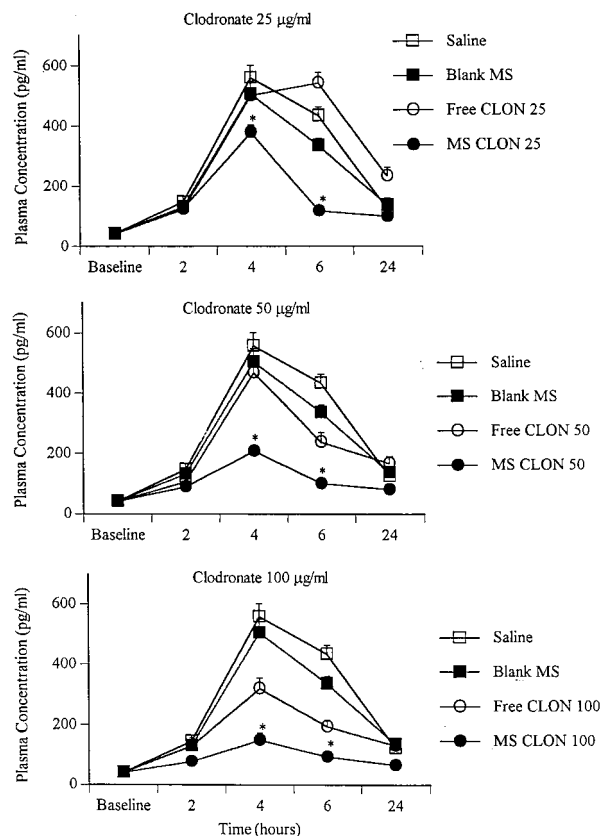 Clodronate 25 µg/ml
Plasma Concentration (pg/ml)
600
400
200
0
Baseline 2 4 6 24
* *
Saline
Blank MS
Free CLON 25
MS CLON 25
Clodronate 50 µg/ml
Plasma Concentration (pg/ml)
600
400
200
0
Baseline 2 4 6 24
* *
Saline
Blank MS
Free CLON 50
MS CLON 50
Clodronate 100 µg/ml
Plasma Concentration (pg/ml)
600
400
200
0
Baseline 2 4 6 24
* *
Time (hours)
Saline
Blank MS
Free CLON 100
MS CLON 100